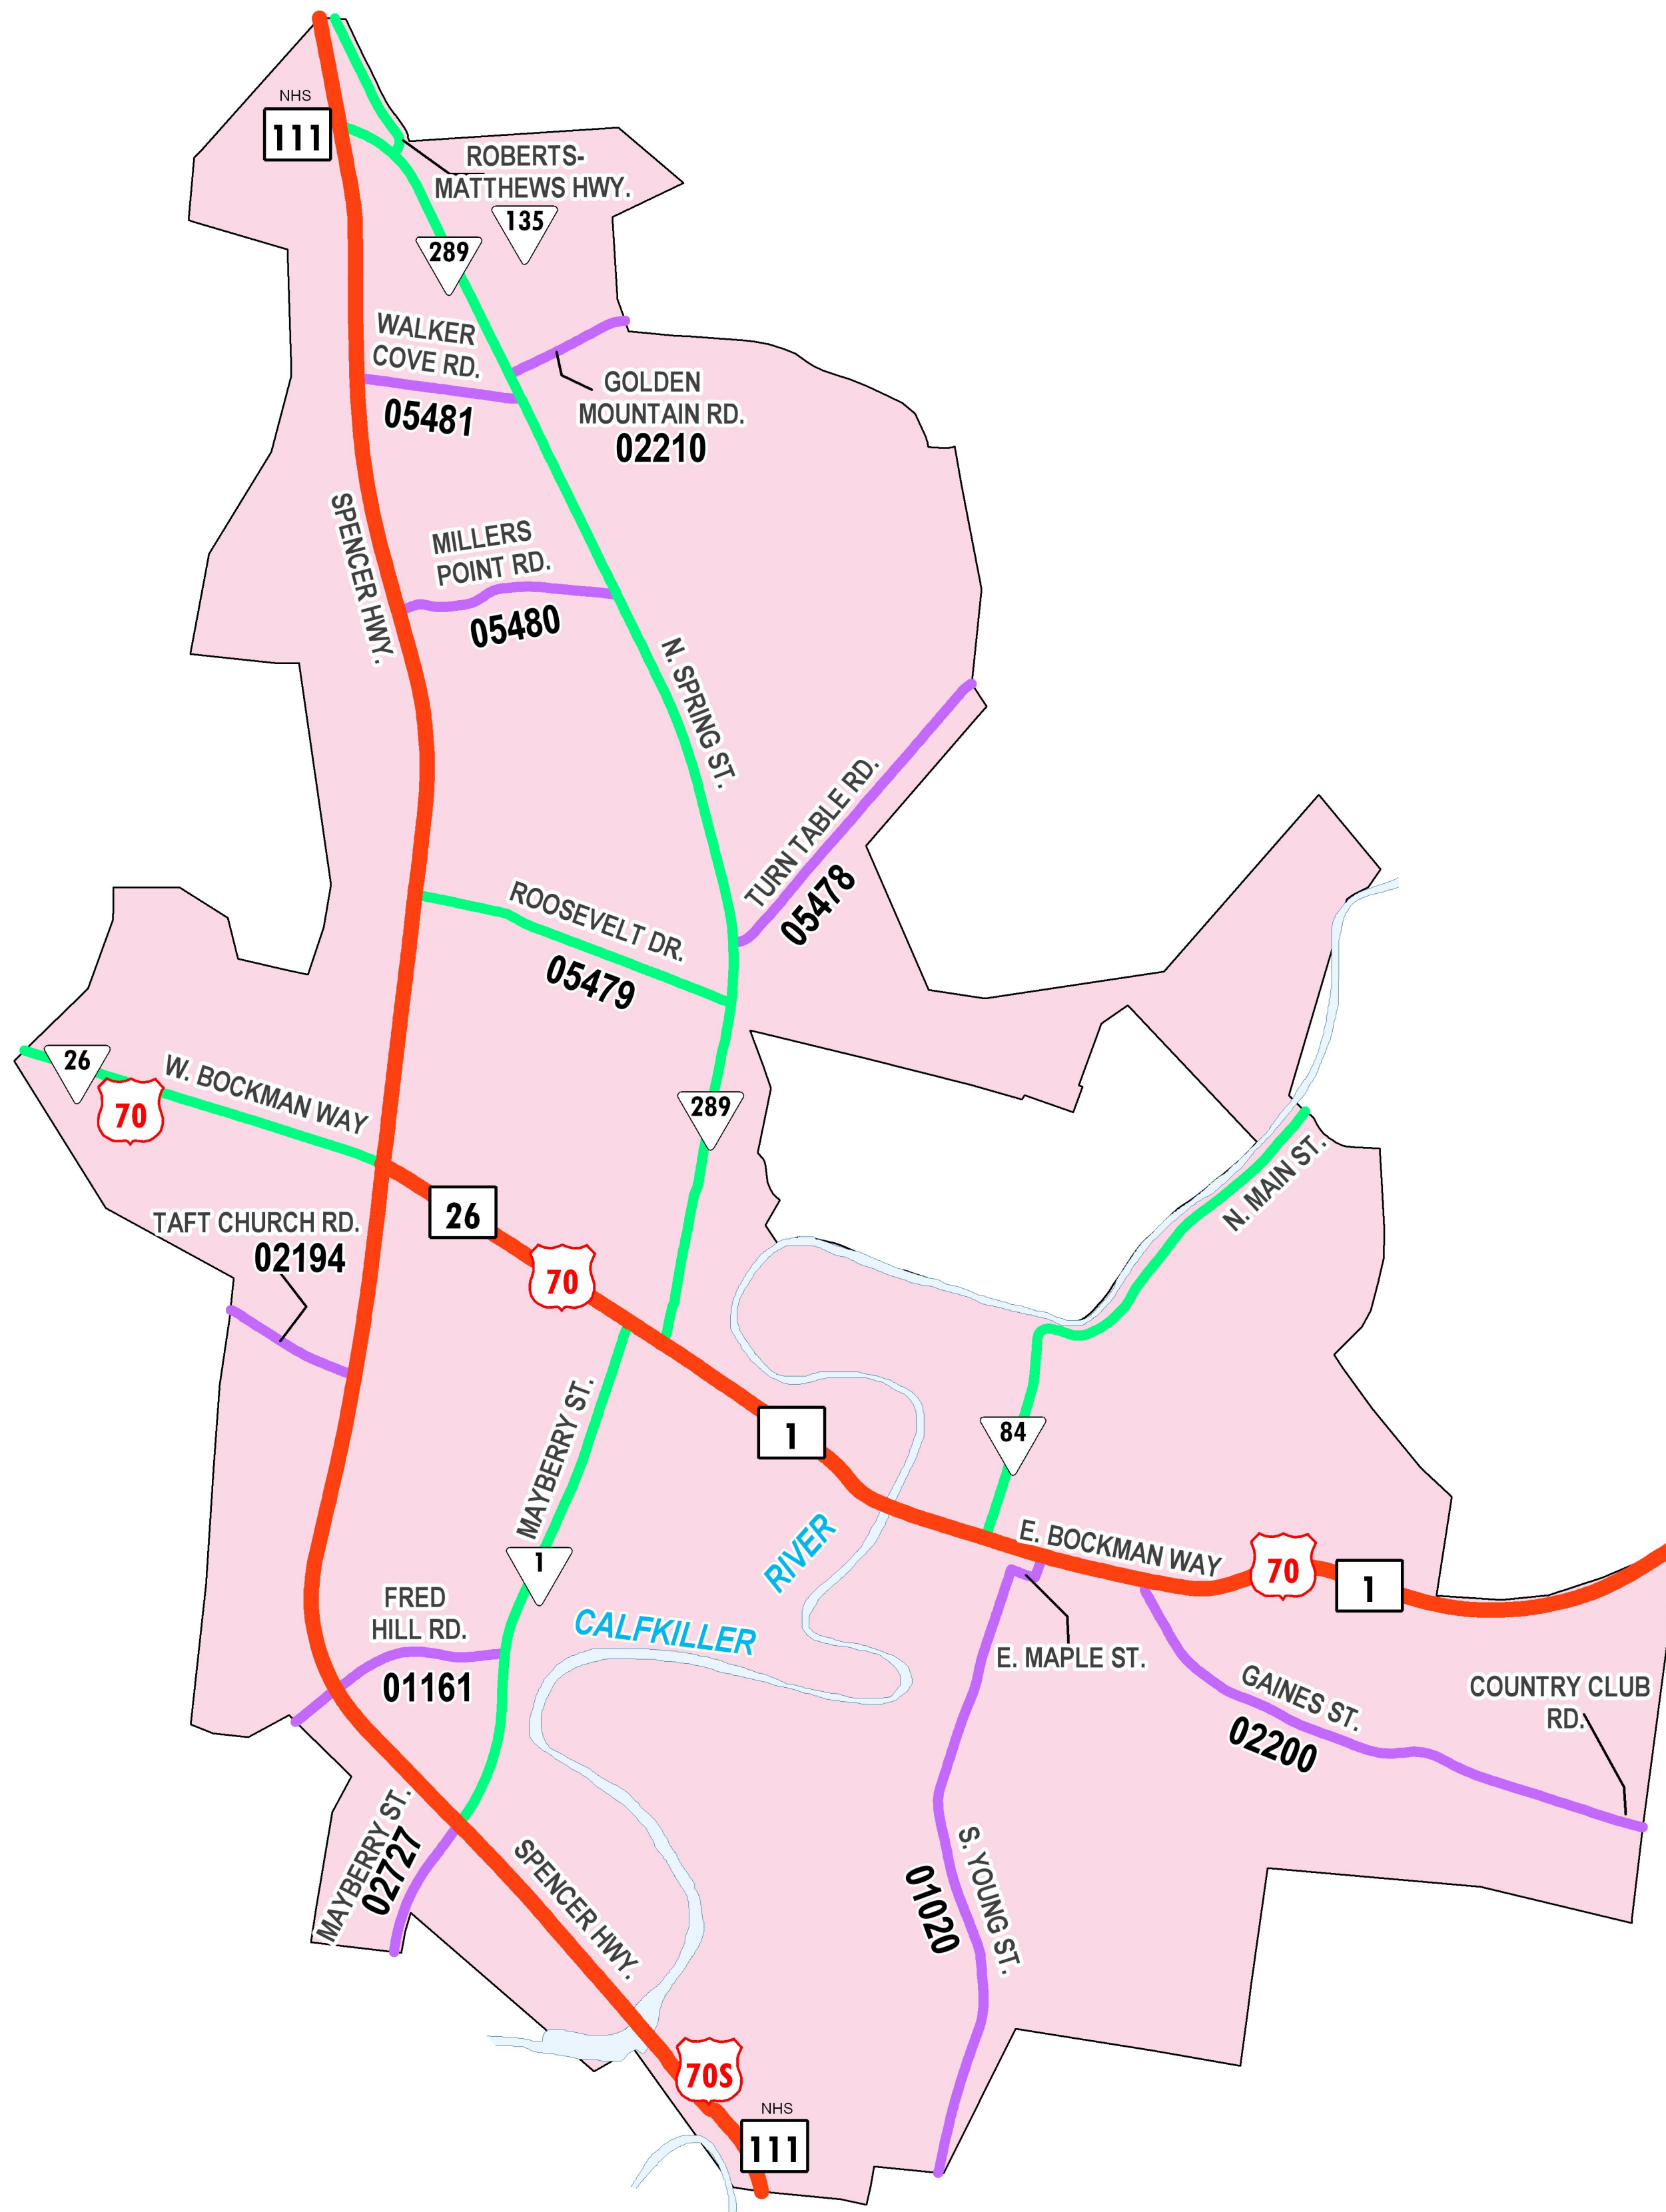 NHS
111
ROBERTS-
MATTHEWS HWY.
135
289
WALKER
COVE RD.
05481
GOLDEN
MOUNTAIN RD.
02210
SPENCER HWY.
MILLERS
POINT RD.
05480
N. SPRING ST.
TURNTABLE RD.
05478
ROOSEVELT DR.
05479
26
70
W. BOCKMAN WAY
289
N. MAIN ST.
TAFT CHURCH RD.
02194
26
70
MAYBERRY ST.
1
84
1
RIVER
CALFKILLER
E. BOCKMAN WAY
70
1
FRED
HILL RD.
01161
E. MAPLE ST.
GAINES ST.
02200
COUNTRY CLUB
RD.
MAYBERRY ST.
02727
SPENCER HWY.
S. YOUNG ST.
01020
70S
NHS
111